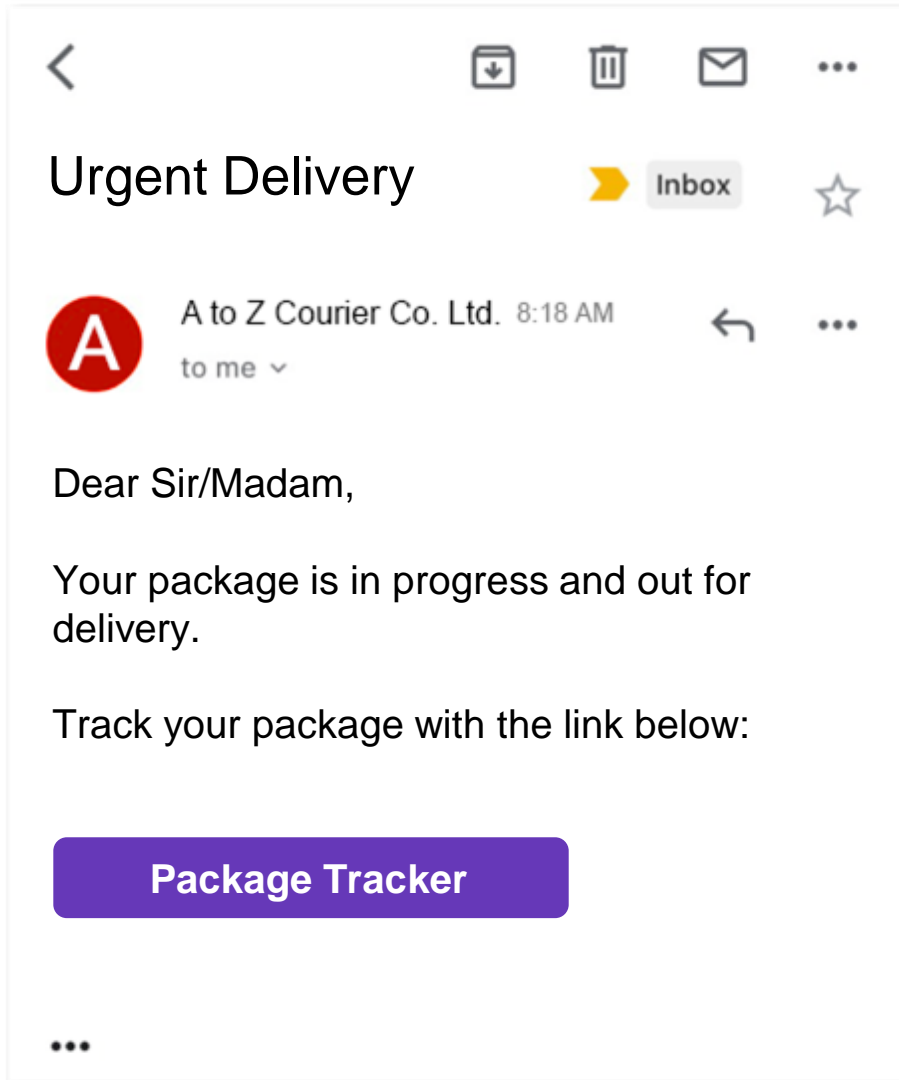 Urgent Delivery
Inbox
A
A to Z Courier Co. Ltd. 8:18 AM
to me
Dear Sir/Madam,
Your package is in progress and out for
delivery.
Track your package with the link below:
Package Tracker